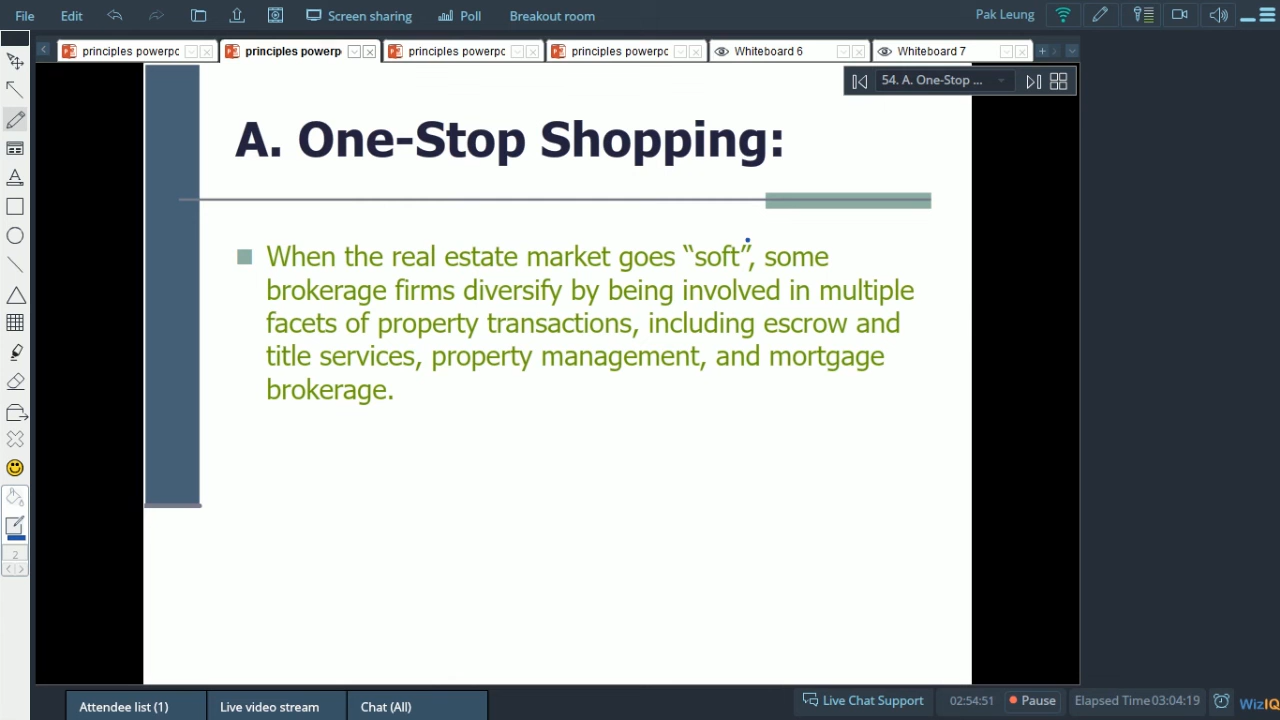 File Edit Screen sharing Poll Breakout room Pak Leung
principles powerpc principles powerp principles powerpc principles powerpc Whiteboard 6 Whiteboard 7
54. A. One-Stop ...
A. One-Stop Shopping:
When the real estate market goes “soft”, some
brokerage firms diversify by being involved in multiple
facets of property transactions, including escrow and
title services, property management, and mortgage
brokerage.
2
Attendee list (1) Live video stream Chat (All) Live Chat Support 02:54:51 Pause Elapsed Time 03:04:19 WizIQ